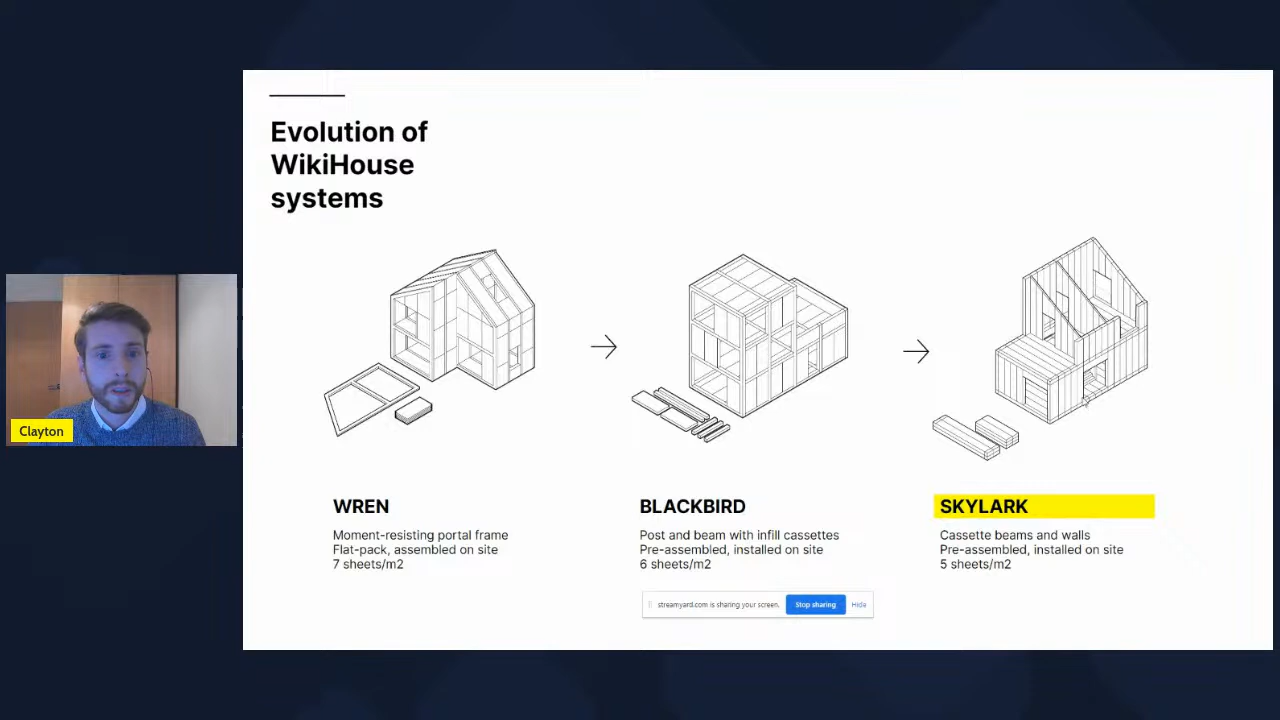 Evolution of
WikiHouse
systems
Clayton
WREN
Moment-resisting portal frame
Flat-pack, assembled on site
7 sheets/m2
BLACKBIRD
Post and beam with infill cassettes
Pre-assembled, installed on site
6 sheets/m2
SKYLARK
Cassette beams and walls
Pre-assembled, installed on site
5 sheets/m2
streamyard.com is sharing your screen. Stop sharing Hide